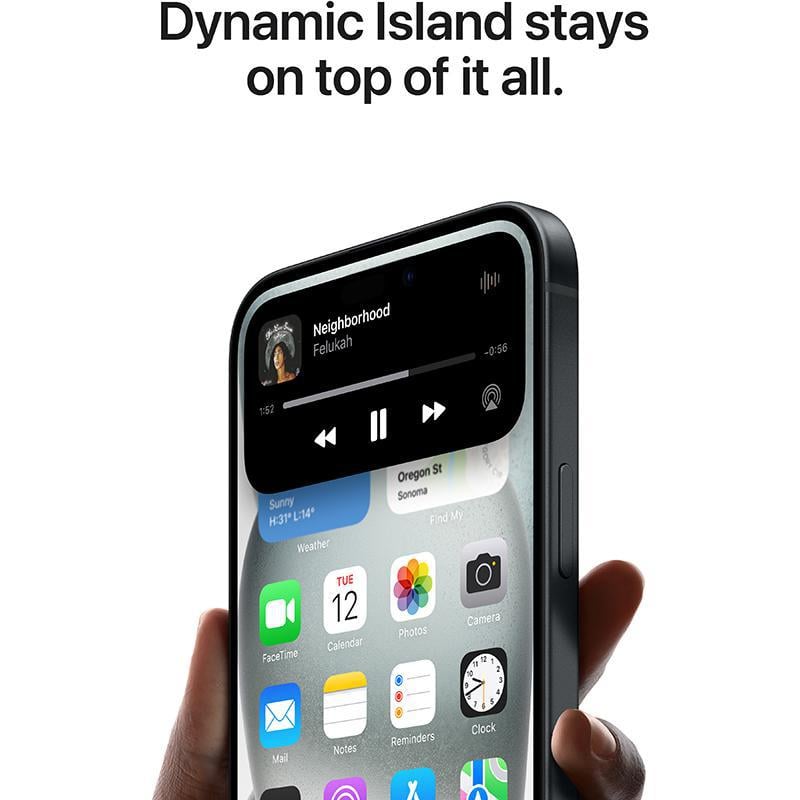 Dynamic Island stays
on top of it all.
Neighborhood
Felukah
1:52
-0:56
Sunny
H:31° L:14°
Weather
Oregon St
Sonoma
Find My
FaceTime
TUE
12
Calendar
Photos
Camera
Mail
Notes
Reminders
Clock